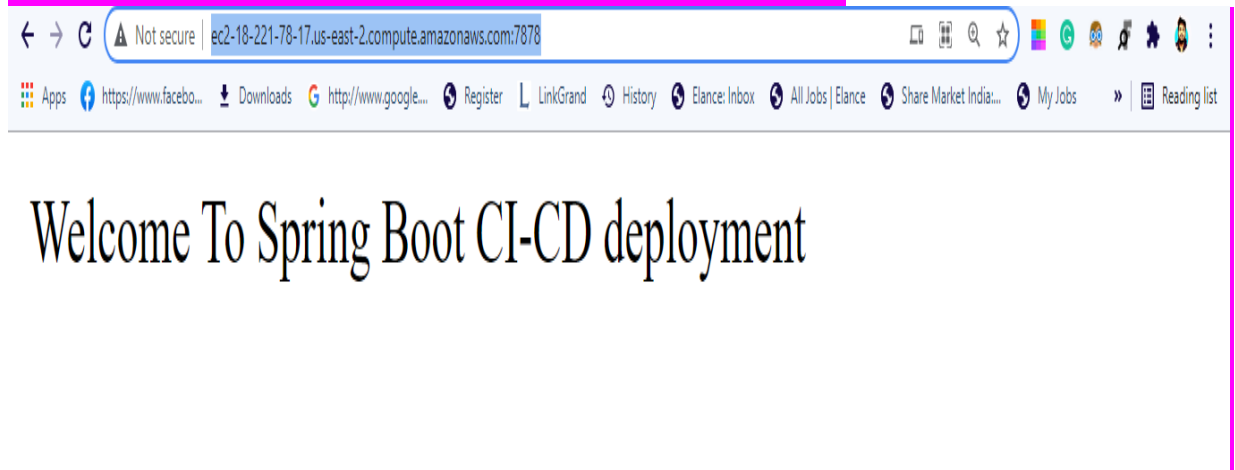 Not secure ec2-18-221-78-17.us-east-2.compute.amazonaws.com:7878
Apps https://www.facebo... Downloads http://www.google.... Register LinkGrand History Elance: Inbox All Jobs | Elance Share Market India:... My Jobs » Reading list
Welcome To Spring Boot CI-CD deployment